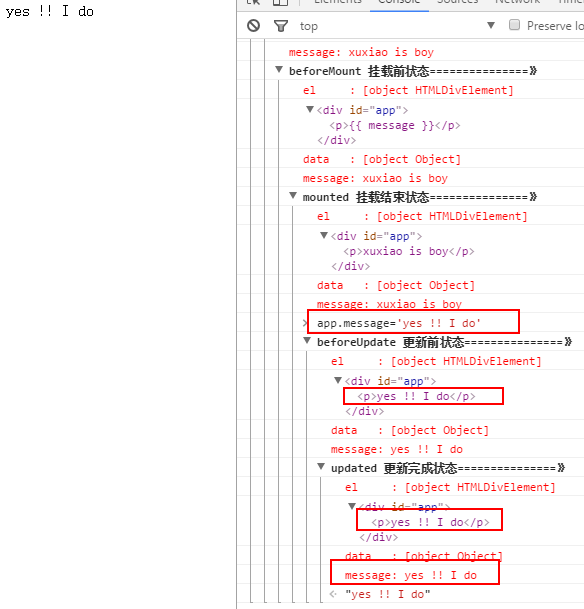 yes !! I do
Elements Console Sources Network
top Preserve lo
message: xuxiao is boy
beforeMount 挂载前状态===============》
el : [object HTMLDivElement]
<div id="app">
<p>{{ message }}</p>
</div>
data : [object Object]
message: xuxiao is boy
mounted 挂载结束状态===============》
el : [object HTMLDivElement]
<div id="app">
<p>xuxiao is boy</p>
</div>
data : [object Object]
message: xuxiao is boy
> app.message='yes !! I do'
beforeUpdate 更新前状态===============》
el : [object HTMLDivElement]
<div id="app">
<p>yes !! I do</p>
</div>
data : [object Object]
message: yes !! I do
updated 更新完成状态===============》
el : [object HTMLDivElement]
<div id="app">
<p>yes !! I do</p>
</div>
data : [object Object]
message: yes !! I do
"yes !! I do"